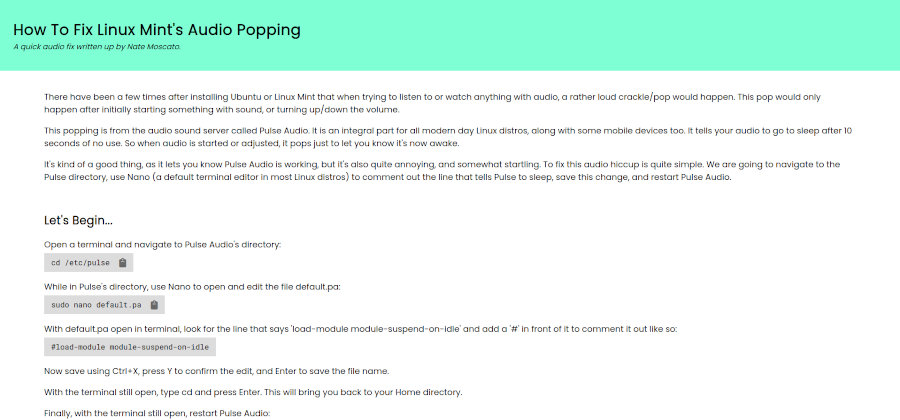 How To Fix Linux Mint's Audio Popping
A quick audio fix written up by Nate Moscato.
There have been a few times after installing Ubuntu or Linux Mint that when trying to listen to or watch anything with audio, a rather loud crackle/pop would happen. This pop would only
happen after initially starting something with sound, or turning up/down the volume.
This popping is from the audio sound server called Pulse Audio. It is an integral part for all modern day Linux distros, along with some mobile devices too. It tells your audio to go to sleep after 10
seconds of no use. So when audio is started or adjusted, it pops just to let you know it's now awake.
It's kind of a good thing, as it lets you know Pulse Audio is working, but it's also quite annoying, and somewhat startling. To fix this audio hiccup is quite simple. We are going to navigate to the
Pulse directory, use Nano (a default terminal editor in most Linux distros) to comment out the line that tells Pulse to sleep, save this change, and restart Pulse Audio.
Let's Begin...
Open a terminal and navigate to Pulse Audio's directory:
cd /etc/pulse
While in Pulse's directory, use Nano to open and edit the file default.pa:
sudo nano default.pa
With default.pa open in terminal, look for the line that says 'load-module module-suspend-on-idle' and add a '#' in front of it to comment it out like so:
#load-module module-suspend-on-idle
Now save using Ctrl+X, press Y to confirm the edit, and Enter to save the file name.
With the terminal still open, type cd and press Enter. This will bring you back to your Home directory.
Finally, with the terminal still open, restart Pulse Audio: